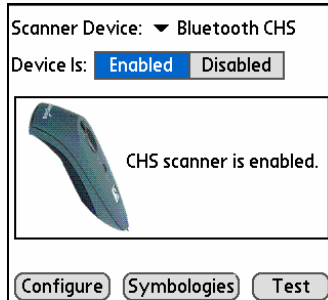 Scanner Device: Bluetooth CHS
Device Is: Enabled Disabled
CHS scanner is enabled.
Configure Symbologies Test